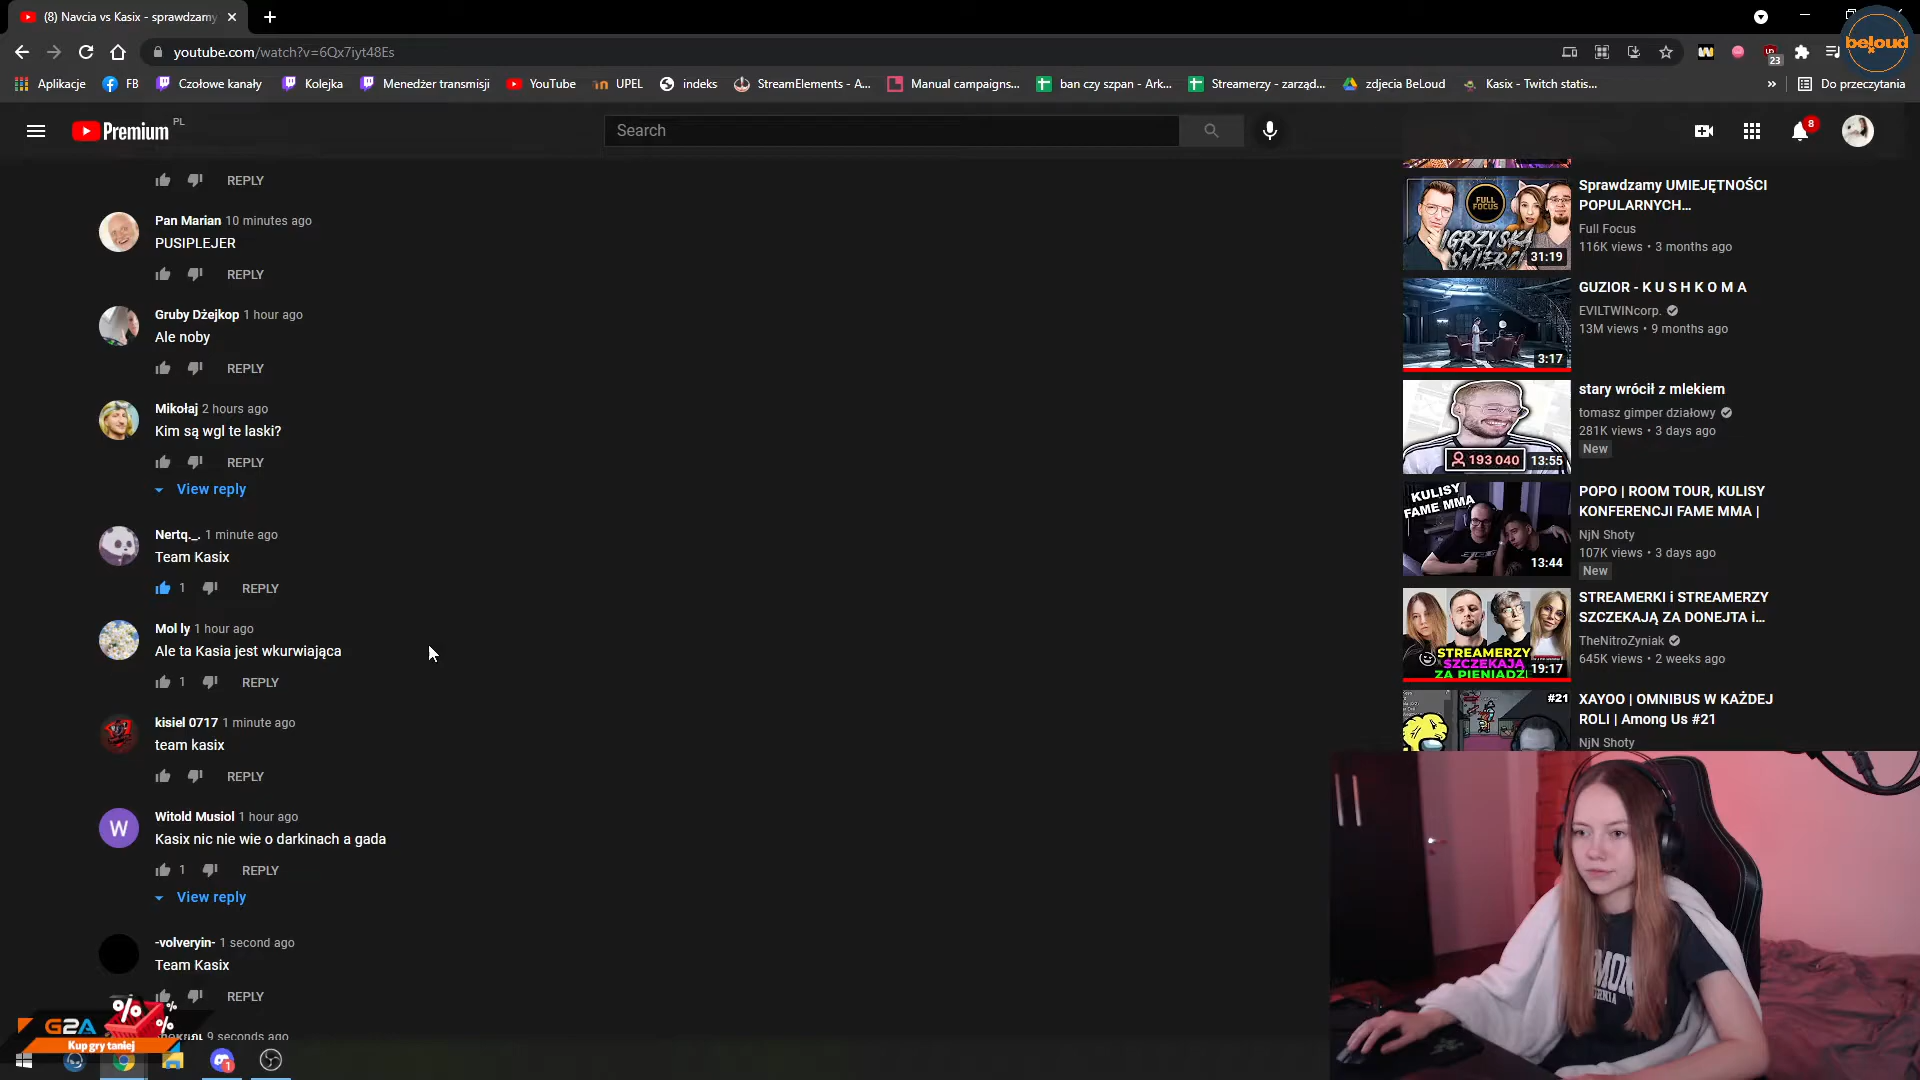 (8) Navcia vs Kasix - sprawdzamy
beloud
youtube.com/watch?v=6Qx7iyt48Es
23
Aplikacje
FB
Czołowe kanały
Kolejka
Menedżer transmisji
YouTube
UPEL
indeks
StreamElements - A...
Manual campaigns...
ban czy szpan - Ark...
Streamerzy - zarząd...
zdjecia BeLoud
Kasix - Twitch statis...
»
Do przeczytania
Premium PL
Search
8
REPLY
Pan Marian 10 minutes ago
PUSIPLEJER
REPLY
Gruby Dżejkop 1 hour ago
Ale noby
REPLY
Mikołaj 2 hours ago
Kim są wgl te laski?
REPLY
View reply
Nertq._. 1 minute ago
Team Kasix
1 REPLY
Mol ly 1 hour ago
Ale ta Kasia jest wkurwiająca
1 REPLY
kisiel 0717 1 minute ago
team kasix
REPLY
W
Witold Musiol 1 hour ago
Kasix nic nie wie o darkinach a gada
1 REPLY
View reply
-volveryin- 1 second ago
Team Kasix
REPLY
9 seconds ago
G2A
Kup gry taniej
% % %
1
FULL FOCUS
IGRZYSKA
ŚMIERCI
31:19
Sprawdzamy UMIEJĘTNOŚCI
POPULARNYCH...
Full Focus
116K views • 3 months ago
3:17
GUZIOR - K U S H K O M A
EVILTWINcorp.
13M views • 9 months ago
193 040
13:55
stary wrócił z mlekiem
tomasz gimper działowy
281K views • 3 days ago
New
KULISY
FAME MMA
13:44
POPO | ROOM TOUR, KULISY
KONFERENCJI FAME MMA |
NjN Shoty
107K views • 3 days ago
New
STREAMERZY
SZCZEKAJĄ
ZA PIENIĄDZE
19:17
STREAMERKI i STREAMERZY
SZCZEKAJĄ ZA DONEJTA i...
TheNitroZyniak
645K views • 2 weeks ago
#21
XAYOO | OMNIBUS W KAŻDEJ
ROLI | Among Us #21
NjN Shoty